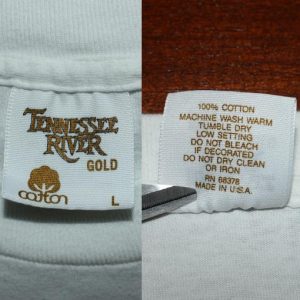 TENNESSEE
RIVER
GOLD
cotton
L
100% COTTON
MACHINE WASH WARM
TUMBLE DRY
LOW SETTING
DO NOT BLEACH
IF DECORATED
DO NOT DRY CLEAN
OR IRON
RN 68378
MADE IN U.S.A.